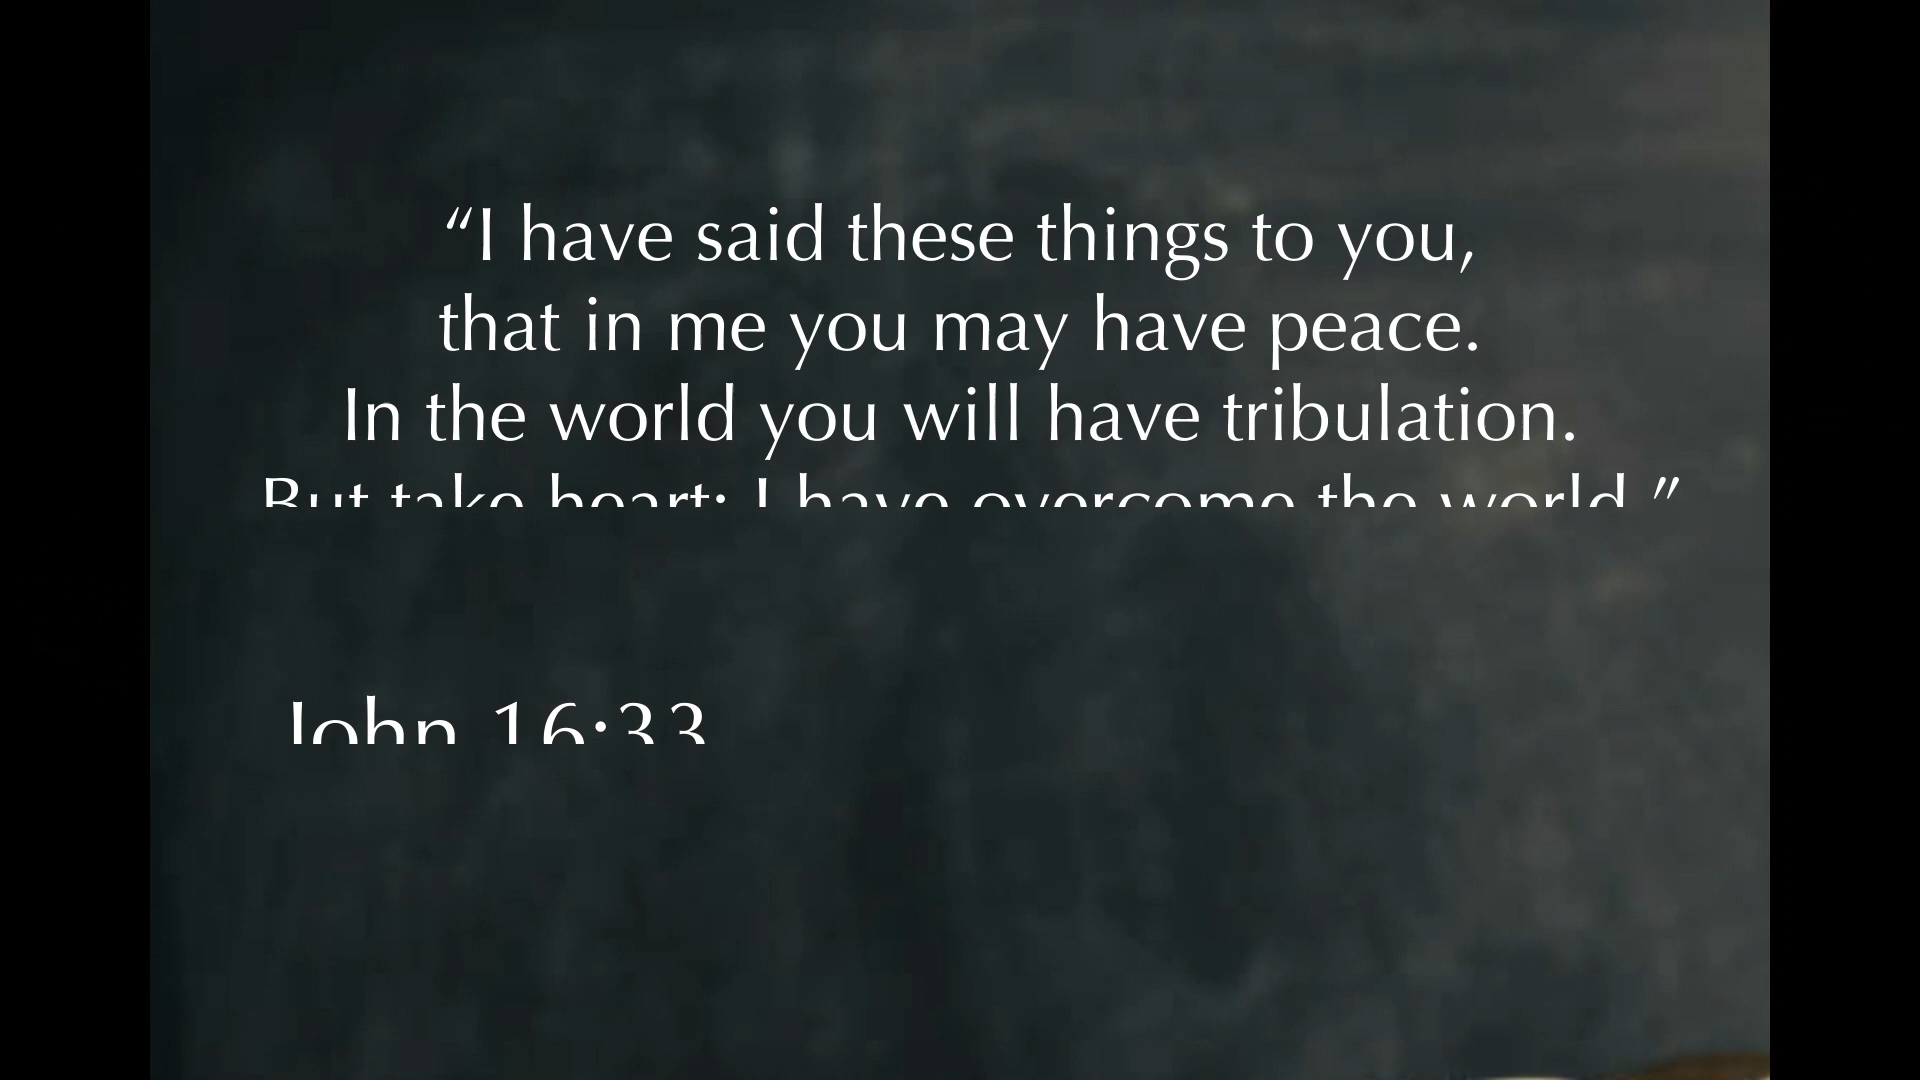 “I have said these things to you,
that in me you may have peace.
In the world you will have tribulation.
But take heart; I have overcome the world.”
John 16:33